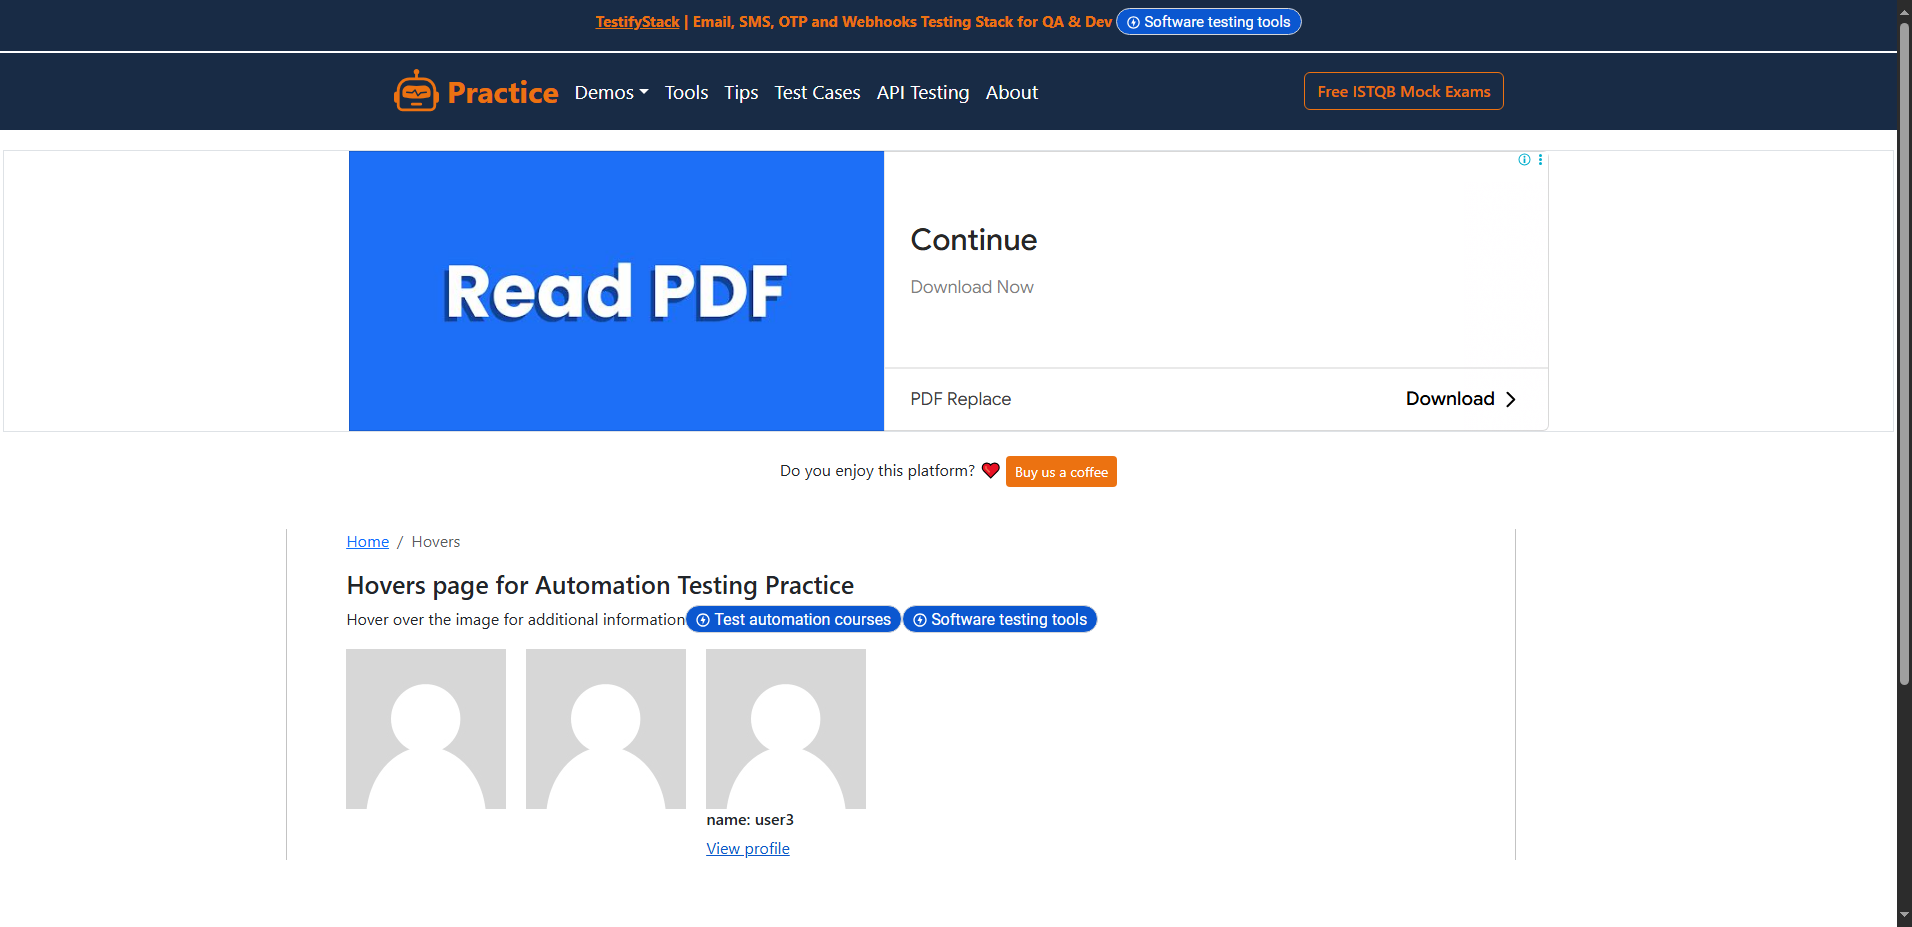 TestifyStack | Email, SMS, OTP and Webhooks Testing Stack for QA & Dev Software testing tools
Practice Demos Tools Tips Test Cases API Testing About Free ISTQB Mock Exams
Read PDF
Continue
Download Now
PDF Replace Download
Do you enjoy this platform? Buy us a coffee
Home / Hovers
Hovers page for Automation Testing Practice
Hover over the image for additional information Test automation courses Software testing tools
name: user3
View profile